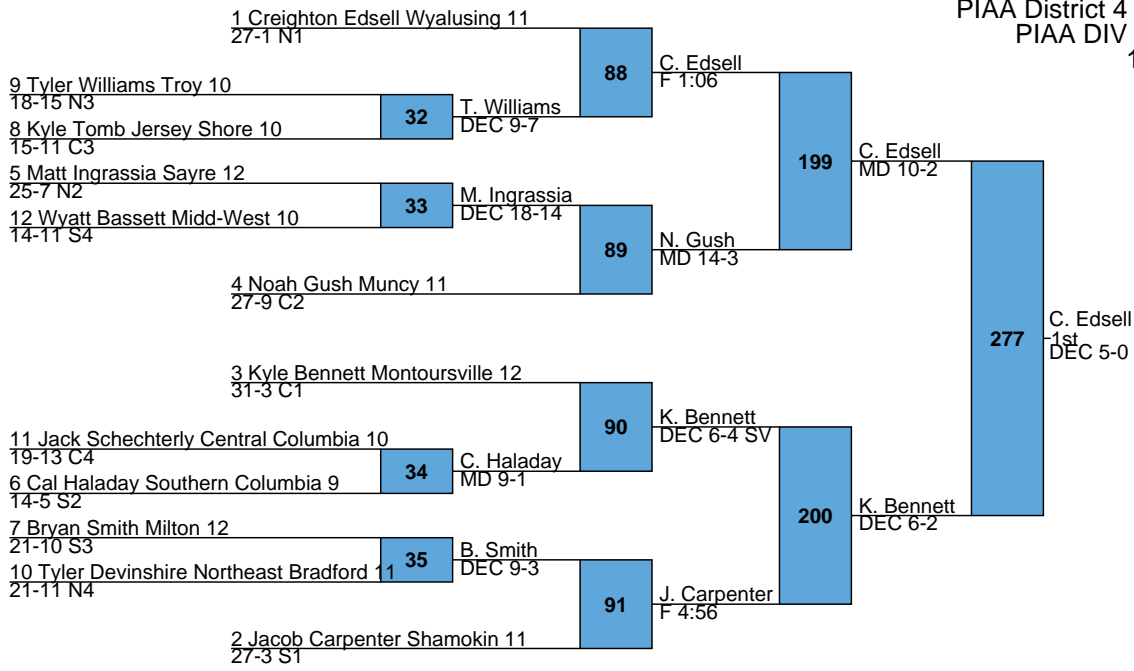 PIAA District 4
PIAA DIV
1
1 Creighton Edsell Wyalusing 11
27-1 N1
88
C. Edsell
F 1:06
9 Tyler Williams Troy 10
18-15 N3
32
T. Williams
DEC 9-7
8 Kyle Tomb Jersey Shore 10
15-11 C3
199
C. Edsell
MD 10-2
5 Matt Ingrassia Sayre 12
25-7 N2
33
M. Ingrassia
DEC 18-14
12 Wyatt Bassett Midd-West 10
14-11 S4
89
N. Gush
MD 14-3
4 Noah Gush Muncy 11
27-9 C2
277
C. Edsell
1st
DEC 5-0
3 Kyle Bennett Montoursville 12
31-3 C1
90
K. Bennett
DEC 6-4 SV
11 Jack Schechterly Central Columbia 10
19-13 C4
34
C. Haladay
MD 9-1
6 Cal Haladay Southern Columbia 9
14-5 S2
200
K. Bennett
DEC 6-2
7 Bryan Smith Milton 12
21-10 S3
35
B. Smith
DEC 9-3
10 Tyler Devinshire Northeast Bradford 11
21-11 N4
91
J. Carpenter
F 4:56
2 Jacob Carpenter Shamokin 11
27-3 S1